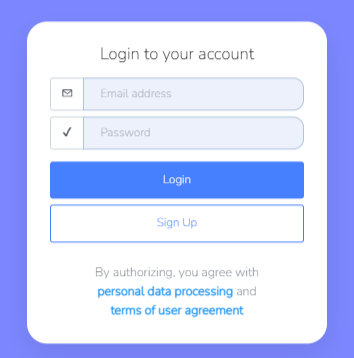 Login to your account
Email address
Password
Login
Sign Up
By authorizing, you agree with
personal data processing and
terms of user agreement